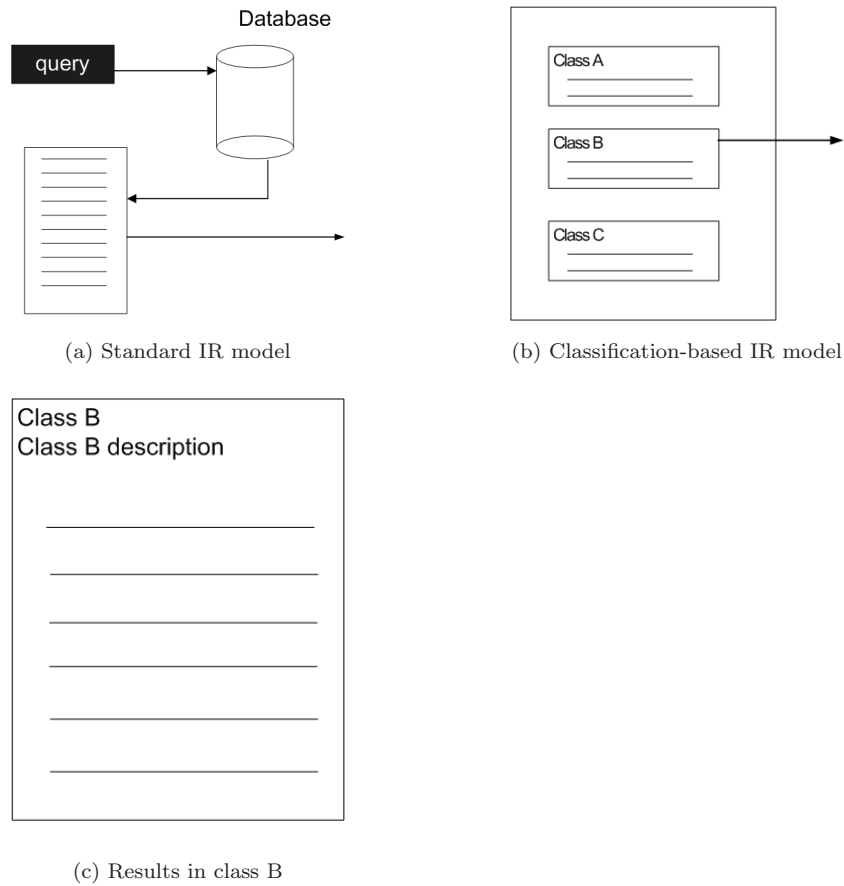 Database
query
(a) Standard IR model
Class A
Class B
Class C
(b) Classification-based IR model
Class B
Class B description
(c) Results in class B